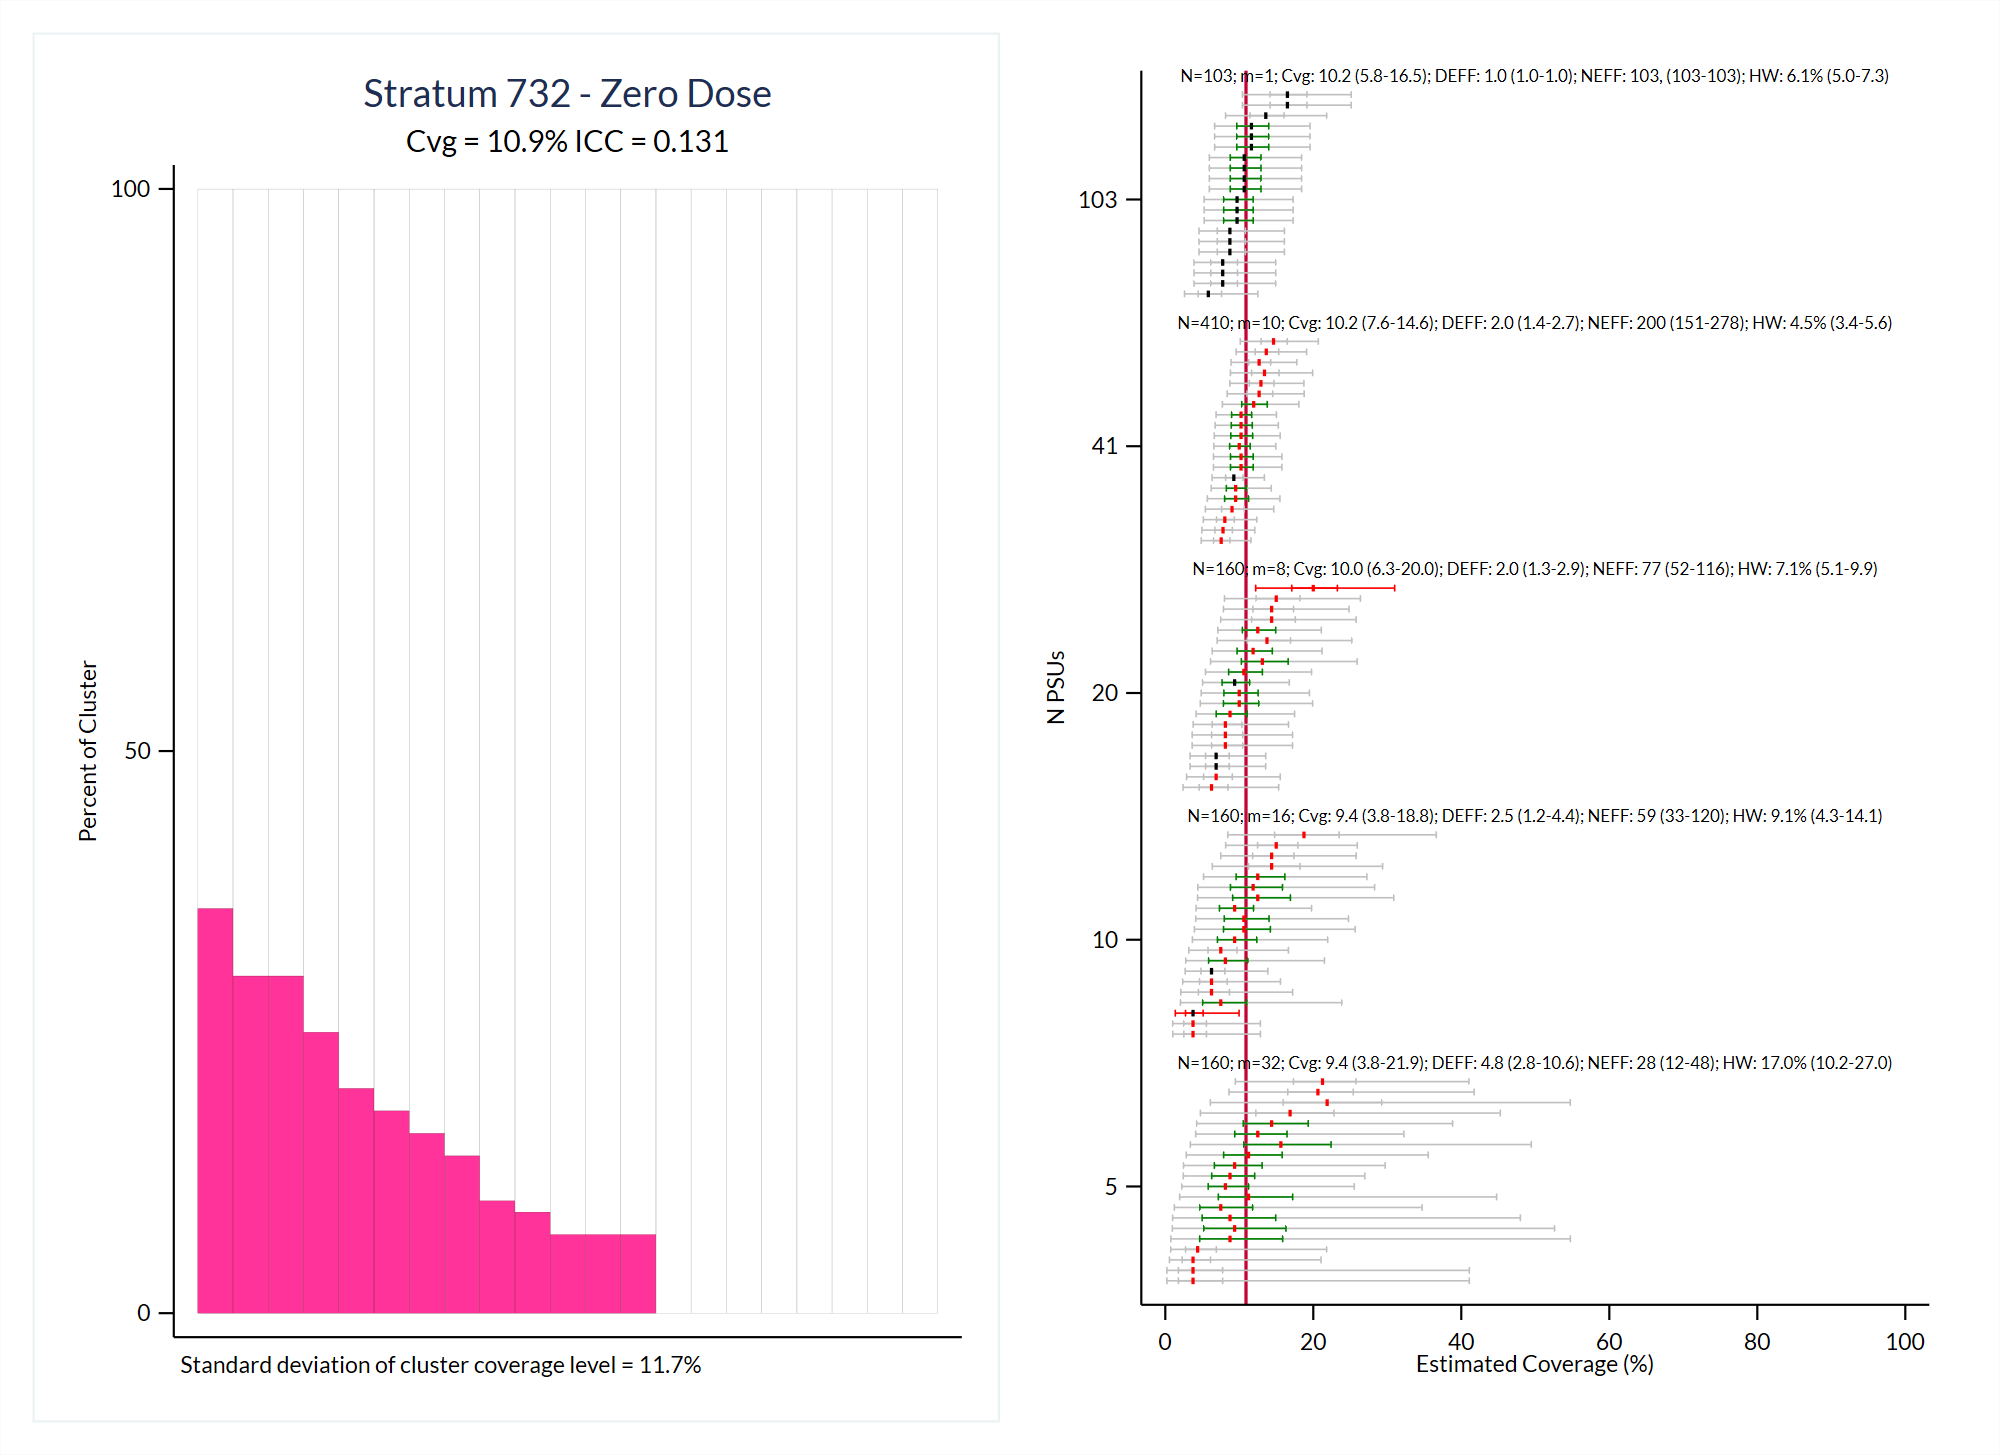 Stratum 732 - Zero Dose
Cvg = 10.9% ICC = 0.131
100
50
0
Percent of Cluster
Standard deviation of cluster coverage level = 11.7%
N=103; m=1; Cvg: 10.2 (5.8-16.5); DEFF: 1.0 (1.0-1.0); NEFF: 103, (103-103); HW: 6.1% (5.0-7.3)
103
N=410; m=10; Cvg: 10.2 (7.6-14.6); DEFF: 2.0 (1.4-2.7); NEFF: 200 (151-278); HW: 4.5% (3.4-5.6)
41
N=160; m=8; Cvg: 10.0 (6.3-20.0); DEFF: 2.0 (1.3-2.9); NEFF: 77 (52-116); HW: 7.1% (5.1-9.9)
20
N=160; m=16; Cvg: 9.4 (3.8-18.8); DEFF: 2.5 (1.2-4.4); NEFF: 59 (33-120); HW: 9.1% (4.3-14.1)
10
N=160; m=32; Cvg: 9.4 (3.8-21.9); DEFF: 4.8 (2.8-10.6); NEFF: 28 (12-48); HW: 17.0% (10.2-27.0)
5
N PSUs
0 20 40 60 80 100
Estimated Coverage (%)